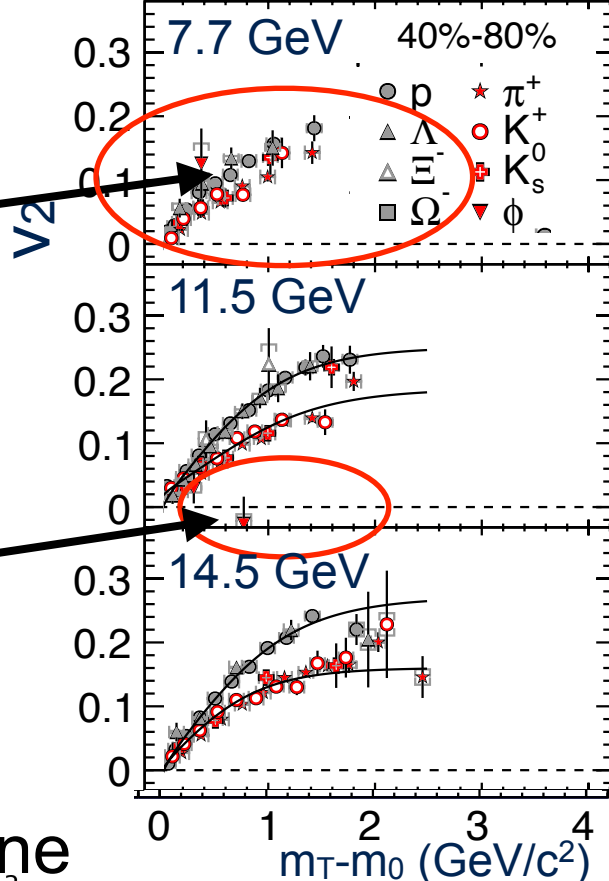 0.3
7.7 GeV
40%-80%
p
π⁺
0.2
Λ
K⁺
0.1
Ξ⁻
K⁰ₛ
Ω⁻
ϕ
v₂
0
11.5 GeV
0.3
0.2
0.1
0
14.5 GeV
0.3
0.2
0.1
0
0 1 2 3 4
ne
m_T-m₀ (GeV/c²)